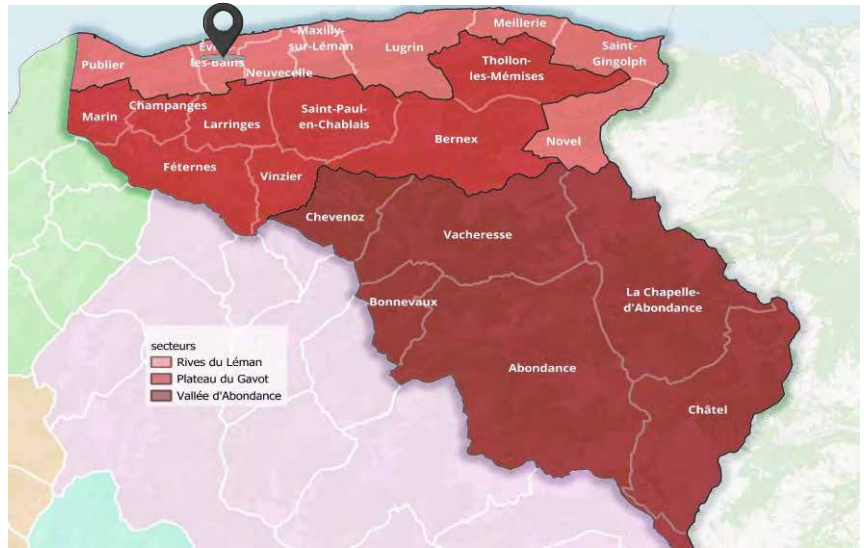 Meillerie
Maxilly-
sur-Léman
Lugrin
Saint-
Gingolph
Publier
les-Bains
Neuvecelle
Thollon-
les-Mémises
Marin
Champanges
Larringes
Saint-Paul-
en-Chablais
Bernex
Novel
Féternes
Vinzier
Chevenoz
Vacheresse
Bonnevaux
La Chapelle-
d'Abondance
Abondance
Châtel
secteurs
Rives du Léman
Plateau du Gavot
Vallée d'Abondance